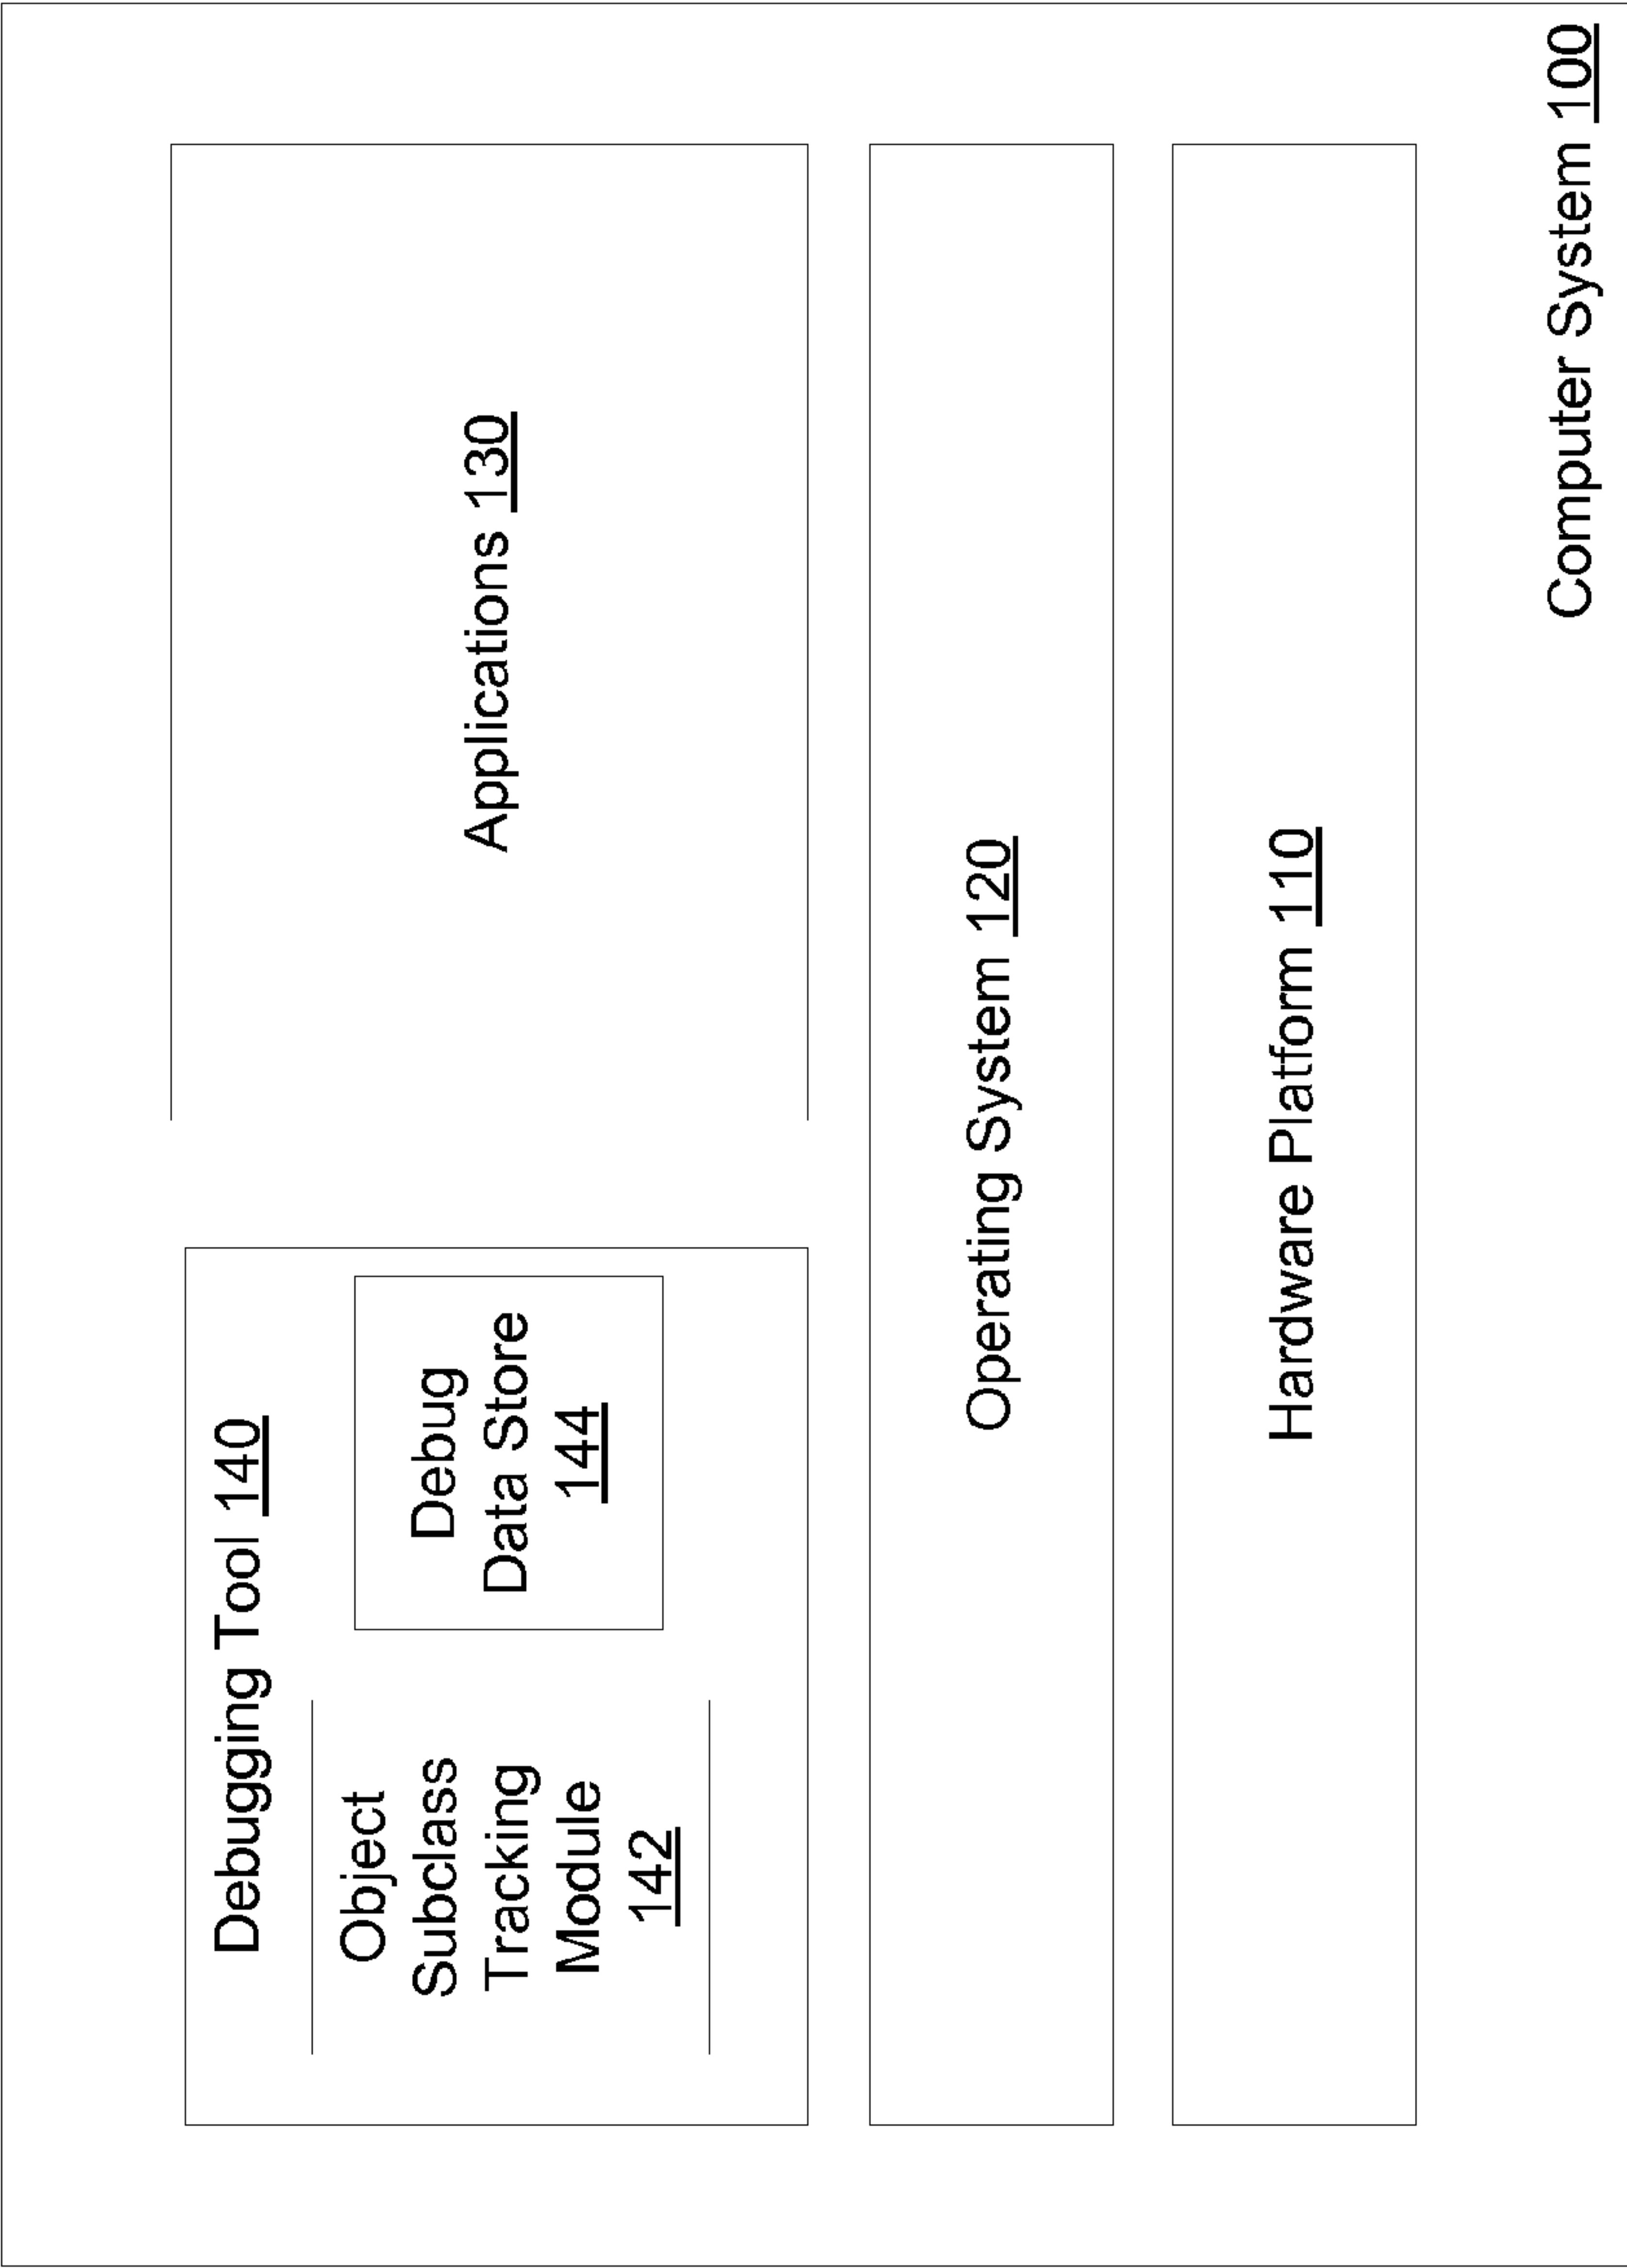 Debugging Tool 140
Object
Subclass
Tracking
Module
142
Debug
Data Store
144
Applications 130
Operating System 120
Hardware Platform 110
Computer System 100